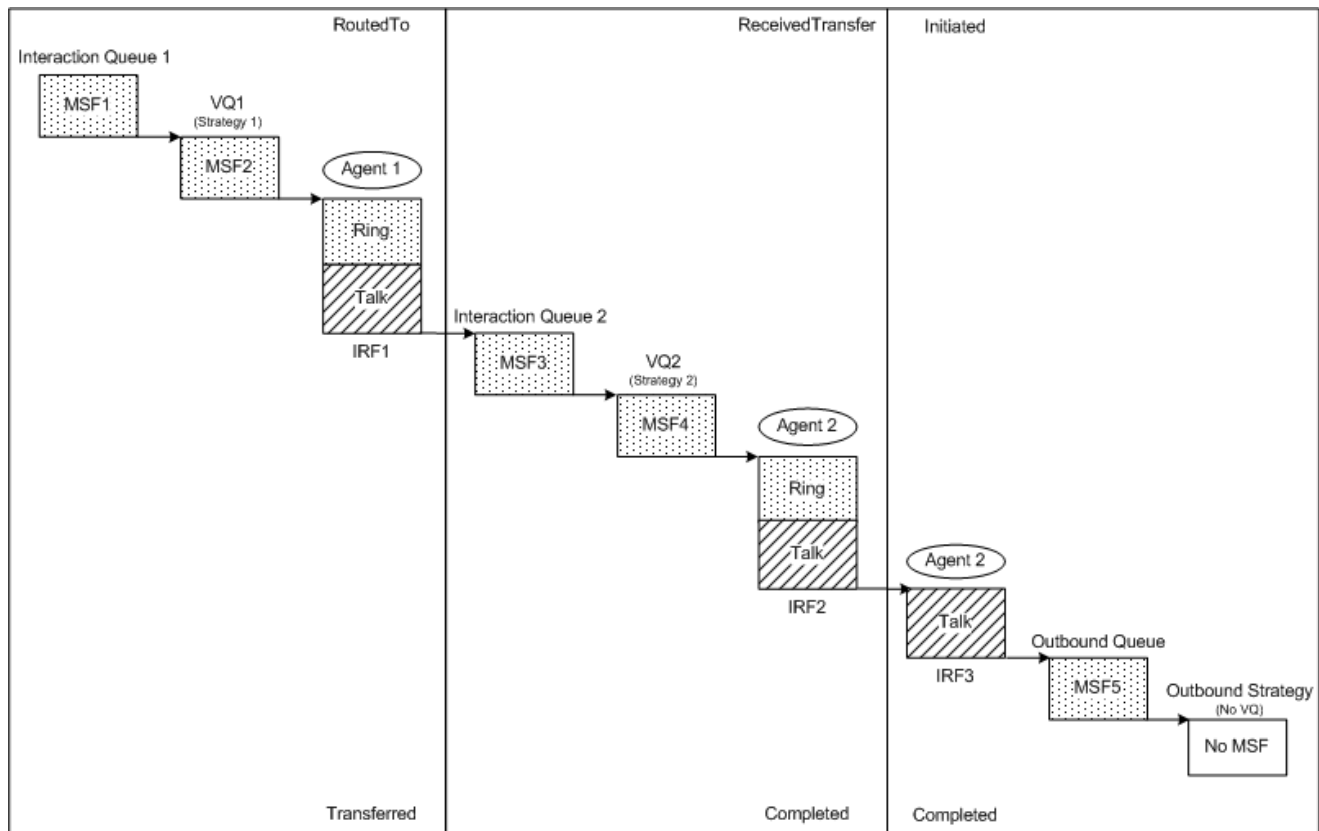 RoutedTo
ReceivedTransfer
Initiated
Interaction Queue 1
MSF1
VQ1
(Strategy 1)
MSF2
Agent 1
Ring
Talk
IRF1
Interaction Queue 2
MSF3
VQ2
(Strategy 2)
MSF4
Agent 2
Ring
Talk
IRF2
Agent 2
Talk
IRF3
Outbound Queue
MSF5
Outbound Strategy
(No VQ)
No MSF
Transferred
Completed
Completed